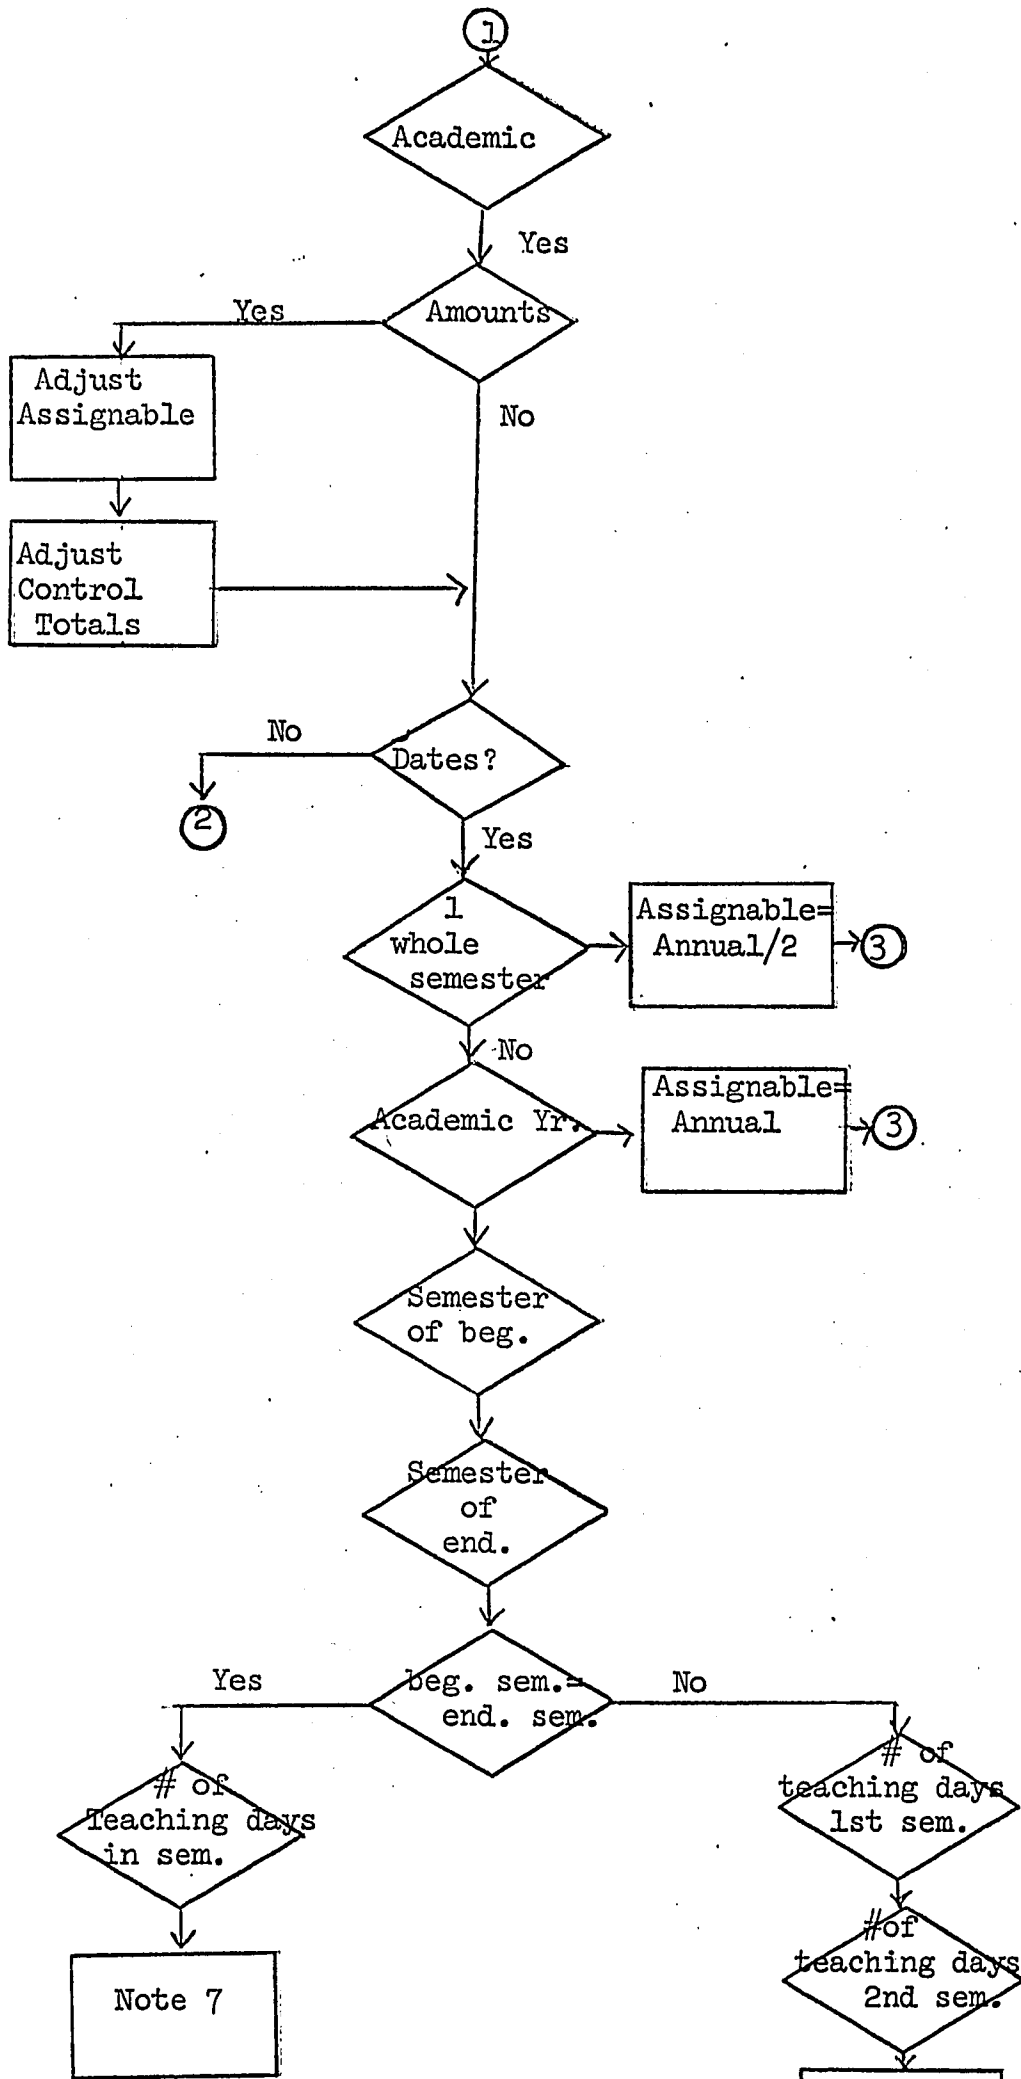 1
Academic
Yes
Amounts
Yes
Adjust
Assignable
No
Adjust
Control
Totals
No
Dates?
2
Yes
1
whole
semester
Assignable=
Annual/2
3
No
Academic Yr.
Assignable=
Annual
3
Semester
of beg.
Semester
of
end.
Yes
beg. sem.=
end. sem.
No
# of
Teaching days
in sem.
# of
teaching days
1st sem.
Note 7
#of
teaching days
2nd sem.